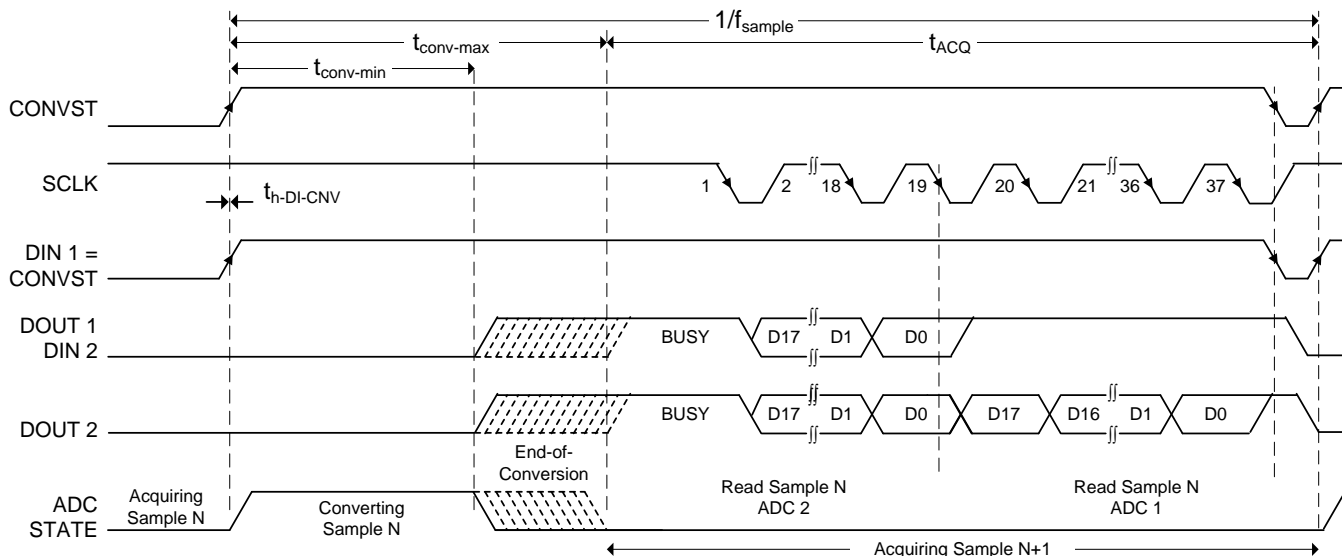 1/fsample
tconv-max
tACQ
tconv-min
CONVST
SCLK
1 2 18 19 20 21 36 37
th-DI-CNV
DIN 1 =
CONVST
DOUT 1
DIN 2
BUSY D17 D1 D0
DOUT 2
BUSY D17 D1 D0 D17 D16 D1 D0
End-of-
Conversion
ADC
STATE
Acquiring
Sample N
Converting
Sample N
Read Sample N
ADC 2
Read Sample N
ADC 1
Acquiring Sample N+1